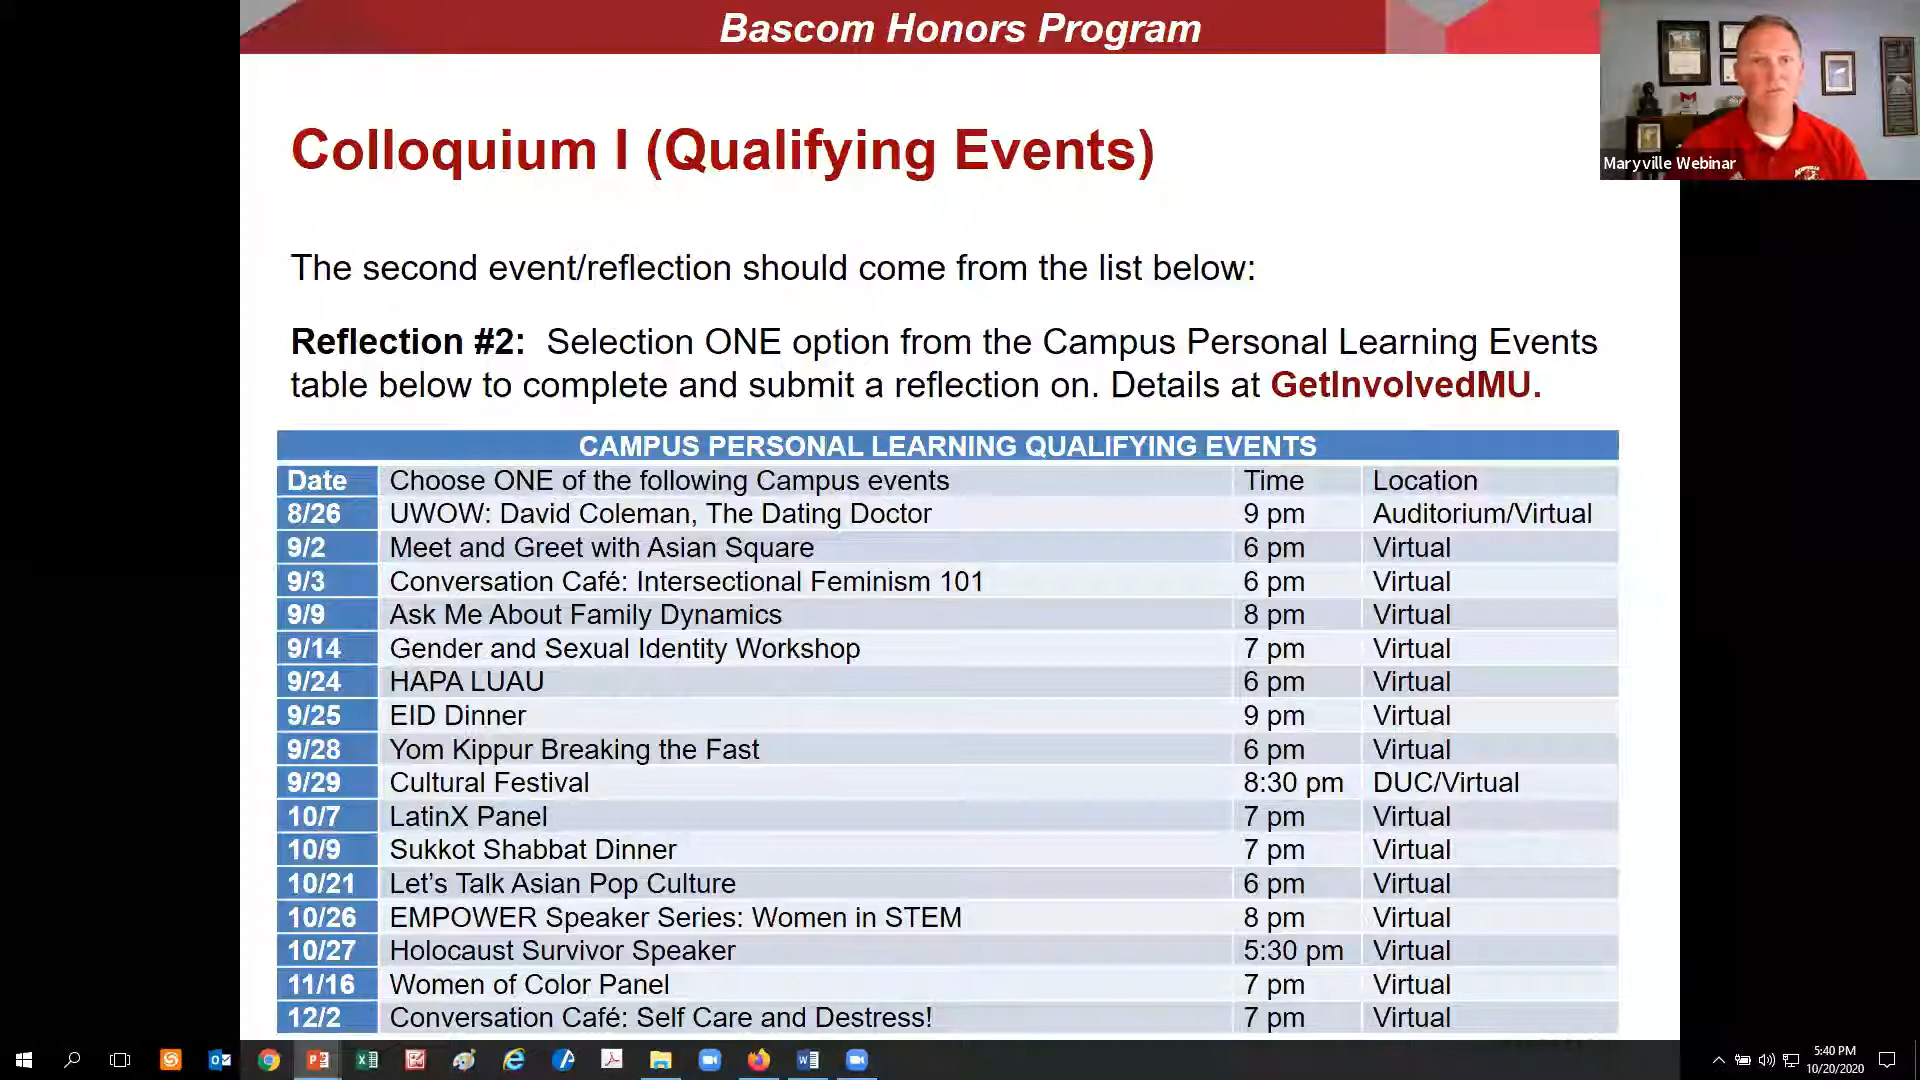 Bascom Honors Program
Maryville Webinar
Colloquium I (Qualifying Events)
The second event/reflection should come from the list below:
Reflection #2: Selection ONE option from the Campus Personal Learning Events
table below to complete and submit a reflection on. Details at GetInvolvedMU.
CAMPUS PERSONAL LEARNING QUALIFYING EVENTS
Date Choose ONE of the following Campus events Time Location
8/26 UWOW: David Coleman, The Dating Doctor 9 pm Auditorium/Virtual
9/2 Meet and Greet with Asian Square 6 pm Virtual
9/3 Conversation Café: Intersectional Feminism 101 6 pm Virtual
9/9 Ask Me About Family Dynamics 8 pm Virtual
9/14 Gender and Sexual Identity Workshop 7 pm Virtual
9/24 HAPA LUAU 6 pm Virtual
9/25 EID Dinner 9 pm Virtual
9/28 Yom Kippur Breaking the Fast 6 pm Virtual
9/29 Cultural Festival 8:30 pm DUC/Virtual
10/7 LatinX Panel 7 pm Virtual
10/9 Sukkot Shabbat Dinner 7 pm Virtual
10/21 Let's Talk Asian Pop Culture 6 pm Virtual
10/26 EMPOWER Speaker Series: Women in STEM 8 pm Virtual
10/27 Holocaust Survivor Speaker 5:30 pm Virtual
11/16 Women of Color Panel 7 pm Virtual
12/2 Conversation Café: Self Care and Destress! 7 pm Virtual
5:40 PM
10/20/2020